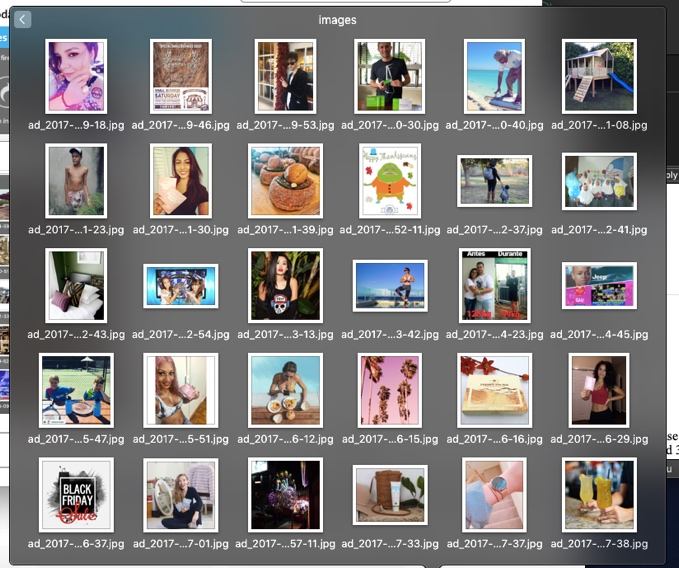 images
ad_2017-...9-18.jpg
ad_2017-...9-46.jpg
ad_2017-...9-53.jpg
ad_2017-...0-30.jpg
ad_2017-...0-40.jpg
ad_2017-...1-08.jpg
ad_2017-...1-23.jpg
ad_2017-...1-30.jpg
ad_2017-...1-39.jpg
ad_2017-...52-11.jpg
ad_2017-...2-37.jpg
ad_2017-...2-41.jpg
ad_2017-...2-43.jpg
ad_2017-...2-54.jpg
ad_2017-...3-13.jpg
ad_2017-...3-42.jpg
Antes Durante
ad_2017-...4-23.jpg
Jeep
ad_2017-...4-45.jpg
ad_2017-...5-47.jpg
ad_2017-...5-51.jpg
ad_2017-...6-12.jpg
ad_2017-...6-15.jpg
ad_2017-...6-16.jpg
ad_2017-...6-29.jpg
BLACK
FRIDAY
Sale
ad_2017-...6-37.jpg
ad_2017-...7-01.jpg
ad_2017-...57-11.jpg
ad_2017-...7-33.jpg
ad_2017-...7-37.jpg
ad_2017-...7-38.jpg